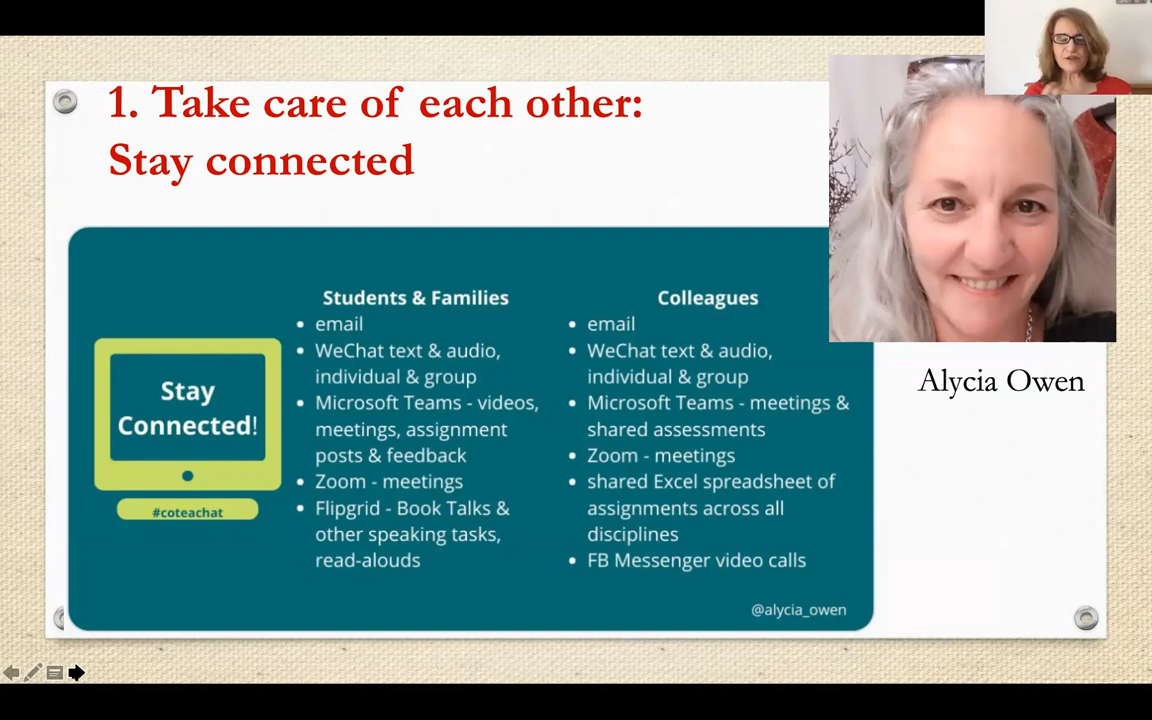 1. Take care of each other:
Stay connected
Stay
Connected!
#coteachat
Students & Families
• email
• WeChat text & audio,
individual & group
• Microsoft Teams - videos,
meetings, assignment
posts & feedback
• Zoom - meetings
• Flipgrid - Book Talks &
other speaking tasks,
read-alouds
Colleagues
• email
• WeChat text & audio,
individual & group
• Microsoft Teams - meetings &
shared assessments
• Zoom - meetings
• shared Excel spreadsheet of
assignments across all
disciplines
• FB Messenger video calls
@alycia_owen
Alycia Owen